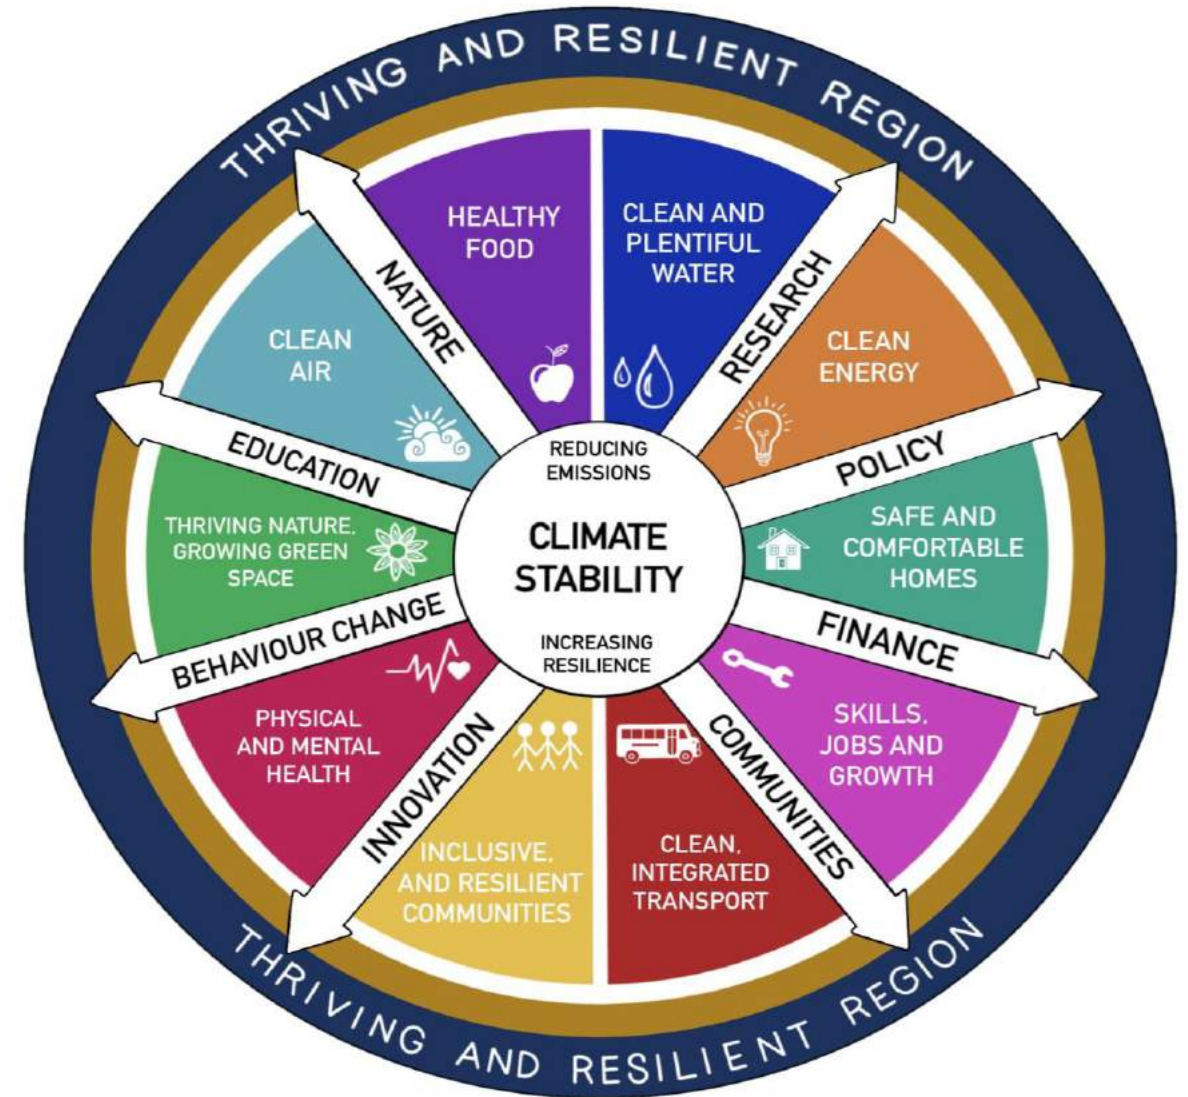 THRIVING AND RESILIENT REGION
HEALTHY
FOOD
CLEAN AND
PLENTIFUL
WATER
RESEARCH
CLEAN
ENERGY
POLICY
SAFE AND
COMFORTABLE
HOMES
FINANCE
SKILLS,
JOBS AND
GROWTH
COMMUNITIES
CLEAN,
INTEGRATED
TRANSPORT
INCLUSIVE,
AND RESILIENT
COMMUNITIES
INNOVATION
PHYSICAL
AND MENTAL
HEALTH
BEHAVIOUR CHANGE
THRIVING NATURE,
GROWING GREEN
SPACE
EDUCATION
CLEAN
AIR
NATURE
REDUCING
EMISSIONS
CLIMATE
STABILITY
INCREASING
RESILIENCE
THRIVING AND RESILIENT REGION